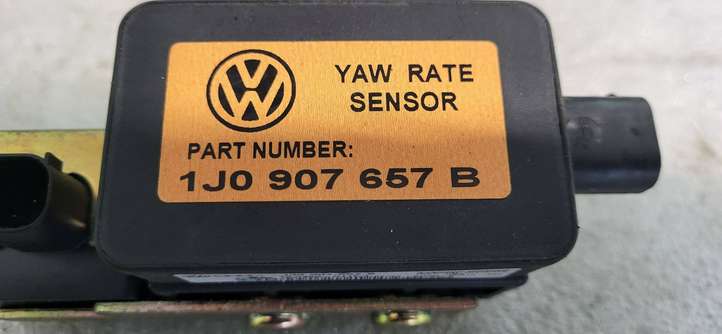 YAW RATE
SENSOR
PART NUMBER:
1J0 907 657 B